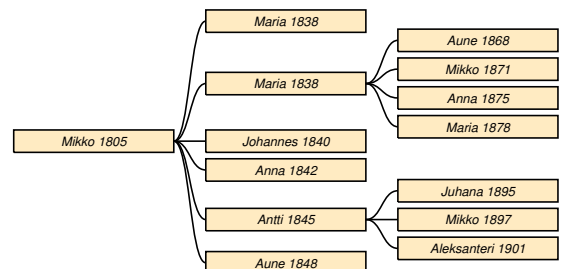 Maria 1838
Aune 1868
Mikko 1871
Maria 1838
Anna 1875
Maria 1878
Mikko 1805
Johannes 1840
Anna 1842
Juhana 1895
Antti 1845
Mikko 1897
Aleksanteri 1901
Aune 1848